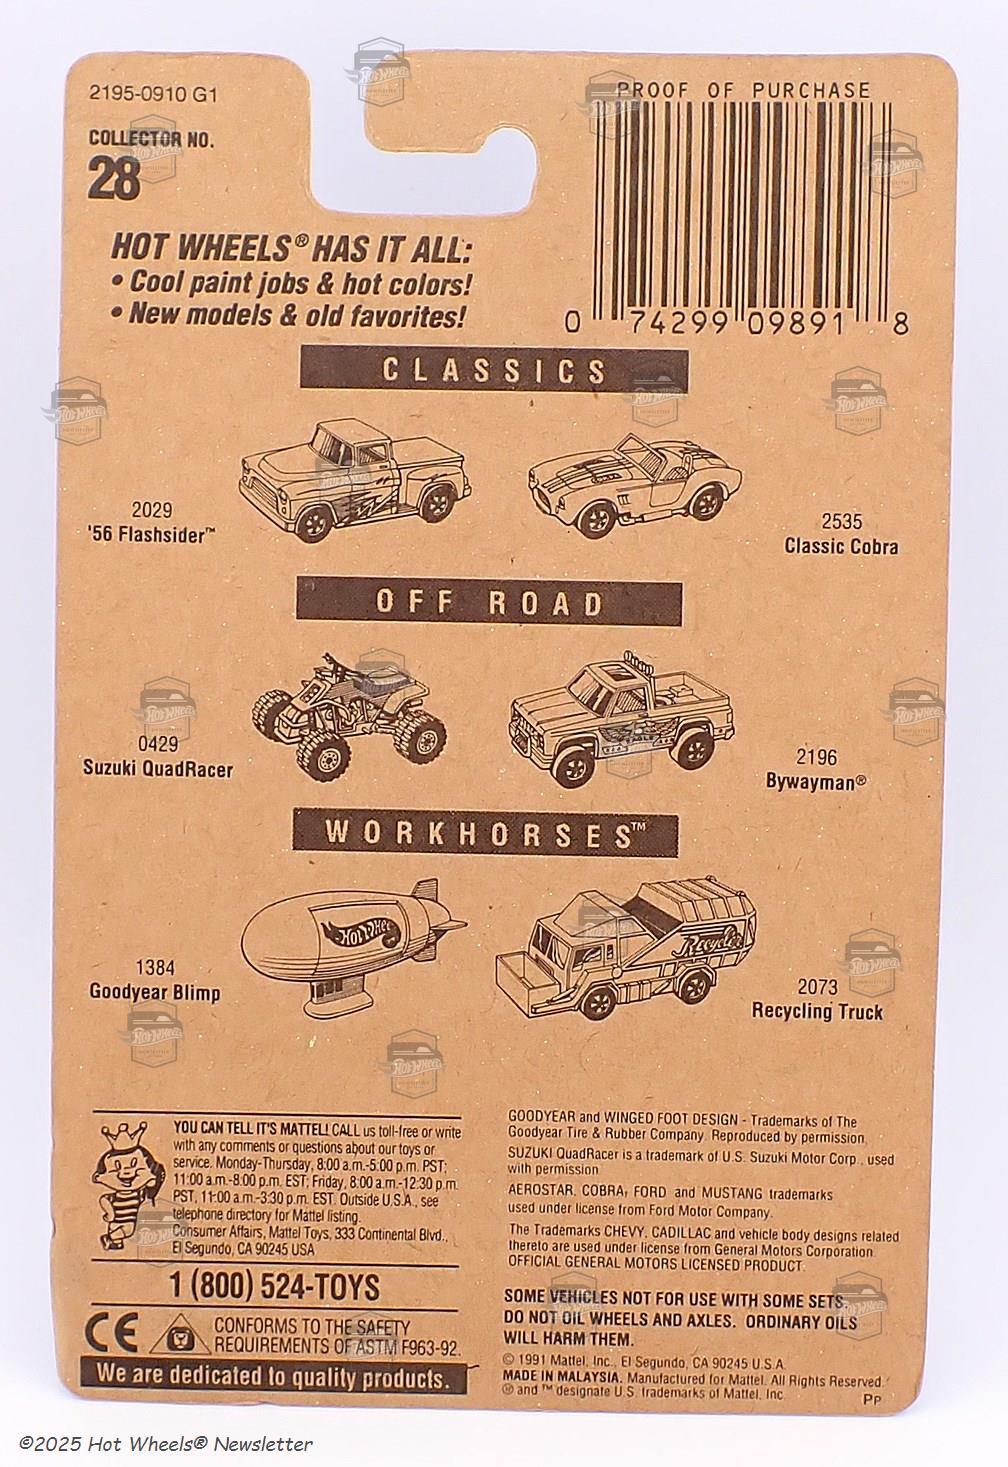 2195-0910 G1
COLLECTOR NO.
28
PROOF OF PURCHASE
0 74299 09891 8
HOT WHEELS® HAS IT ALL:
• Cool paint jobs & hot colors!
• New models & old favorites!
CLASSICS
2029
'56 Flashsider™
2535
Classic Cobra
OFF ROAD
0429
Suzuki QuadRacer
2196
Bywayman®
WORKHORSES™
Hot Wheels
1384
Goodyear Blimp
Recycler
2073
Recycling Truck
YOU CAN TELL IT'S MATTEL! CALL us toll-free or write
with any comments or questions about our toys or
service. Monday-Thursday, 8:00 a.m.-5:00 p.m. PST;
11:00 a.m.-8:00 p.m. EST; Friday, 8:00 a.m.-12:30 p.m.
PST, 11:00 a.m.-3:30 p.m. EST. Outside U.S.A., see
telephone directory for Mattel listing.
Consumer Affairs, Mattel Toys, 333 Continental Blvd.,
El Segundo, CA 90245 USA
1 (800) 524-TOYS
CE
CONFORMS TO THE SAFETY
REQUIREMENTS OF ASTM F963-92.
We are dedicated to quality products.
GOODYEAR and WINGED FOOT DESIGN - Trademarks of The
Goodyear Tire & Rubber Company. Reproduced by permission.
SUZUKI QuadRacer is a trademark of U.S. Suzuki Motor Corp., used
with permission.
AEROSTAR, COBRA, FORD and MUSTANG trademarks
used under license from Ford Motor Company.
The Trademarks CHEVY, CADILLAC and vehicle body designs related
thereto are used under license from General Motors Corporation.
OFFICIAL GENERAL MOTORS LICENSED PRODUCT.
SOME VEHICLES NOT FOR USE WITH SOME SETS.
DO NOT OIL WHEELS AND AXLES. ORDINARY OILS
WILL HARM THEM.
© 1991 Mattel, Inc., El Segundo, CA 90245 U.S.A.
MADE IN MALAYSIA. Manufactured for Mattel. All Rights Reserved.
® and ™ designate U.S. trademarks of Mattel, Inc.
PP
©2025 Hot Wheels® Newsletter